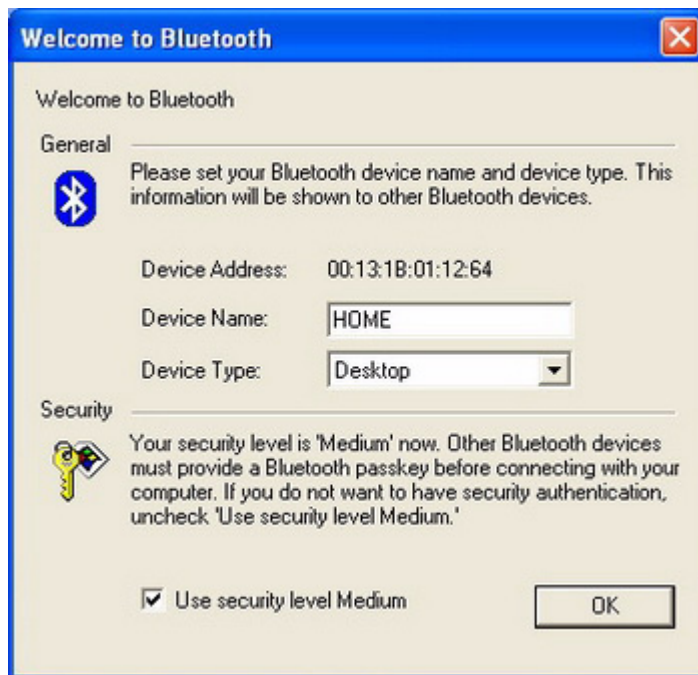 Welcome to Bluetooth
Welcome to Bluetooth
General
Please set your Bluetooth device name and device type. This
information will be shown to other Bluetooth devices.
Device Address: 00:13:1B:01:12:64
Device Name: HOME
Device Type: Desktop
Security
Your security level is 'Medium' now. Other Bluetooth devices
must provide a Bluetooth passkey before connecting with your
computer. If you do not want to have security authentication,
uncheck 'Use security level Medium.'
Use security level Medium
OK